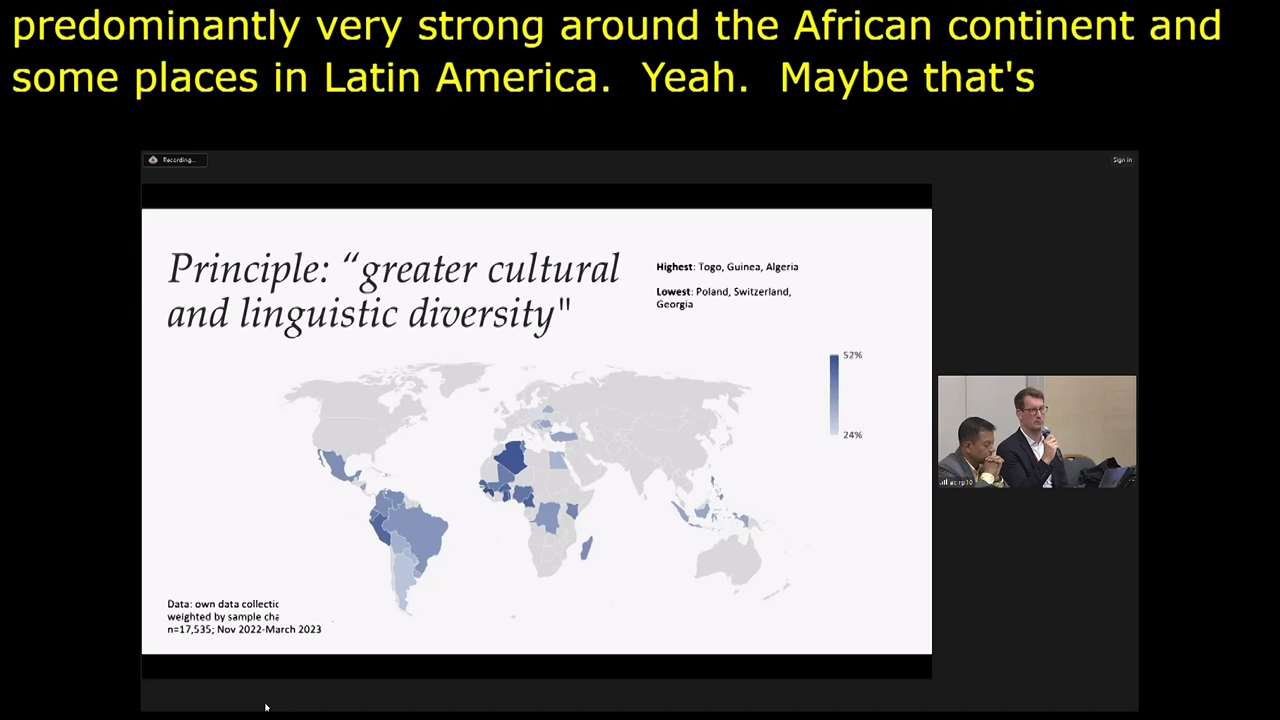 predominantly very strong around the African continent and
some places in Latin America.  Yeah.  Maybe that's
Recording...
Sign in
Principle: “greater cultural
and linguistic diversity"
Highest: Togo, Guinea, Algeria
Lowest: Poland, Switzerland,
Georgia
52%
24%
Data: own data collectic
weighted by sample cha
n=17,535; Nov 2022-March 2023